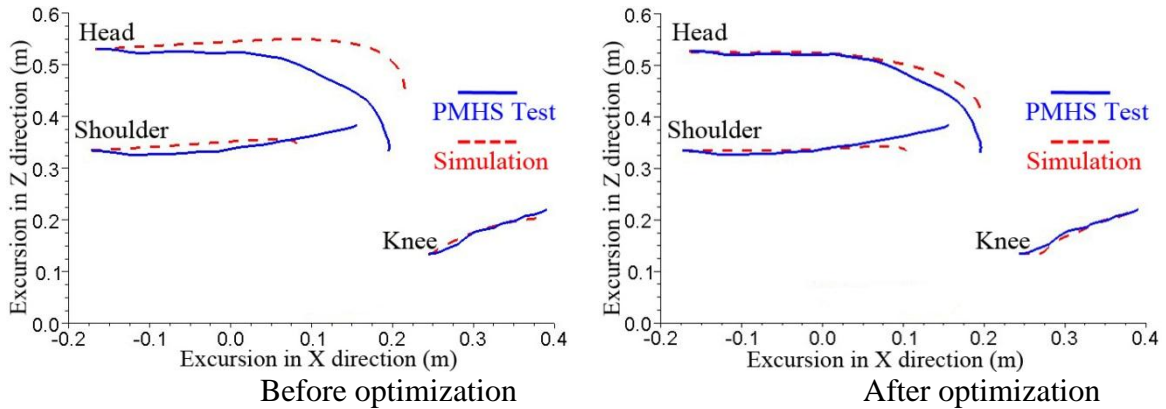 0.6
Head
0.5
0.4
PMHS Test
Shoulder
Simulation
0.3
0.2
Knee
0.1
0.0
-0.2 -0.1 0.0 0.1 0.2 0.3 0.4
Excursion in Z direction (m)
Excursion in X direction (m)
Before optimization
0.6
Head
0.5
0.4
PMHS Test
Shoulder
Simulation
0.3
0.2
Knee
0.1
0.0
-0.2 -0.1 0.0 0.1 0.2 0.3 0.4
Excursion in Z direction (m)
Excursion in X direction (m)
After optimization